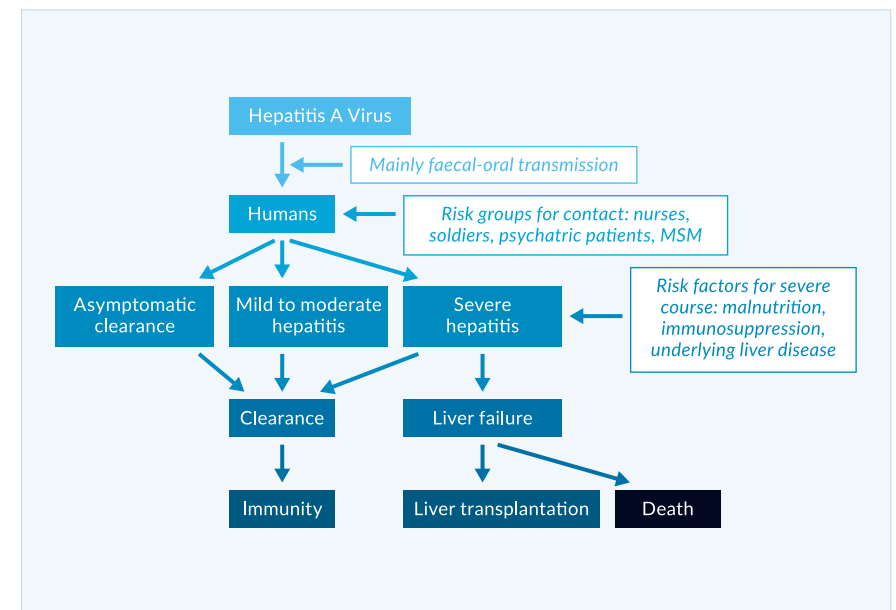 Hepatitis A Virus
Mainly faecal-oral transmission
Humans
Risk groups for contact: nurses,
soldiers, psychatric patients, MSM
Asymptomatic
clearance
Mild to moderate
hepatitis
Severe
hepatitis
Risk factors for severe
course: malnutrition,
immunosuppression,
underlying liver disease
Clearance
Liver failure
Immunity
Liver transplantation
Death